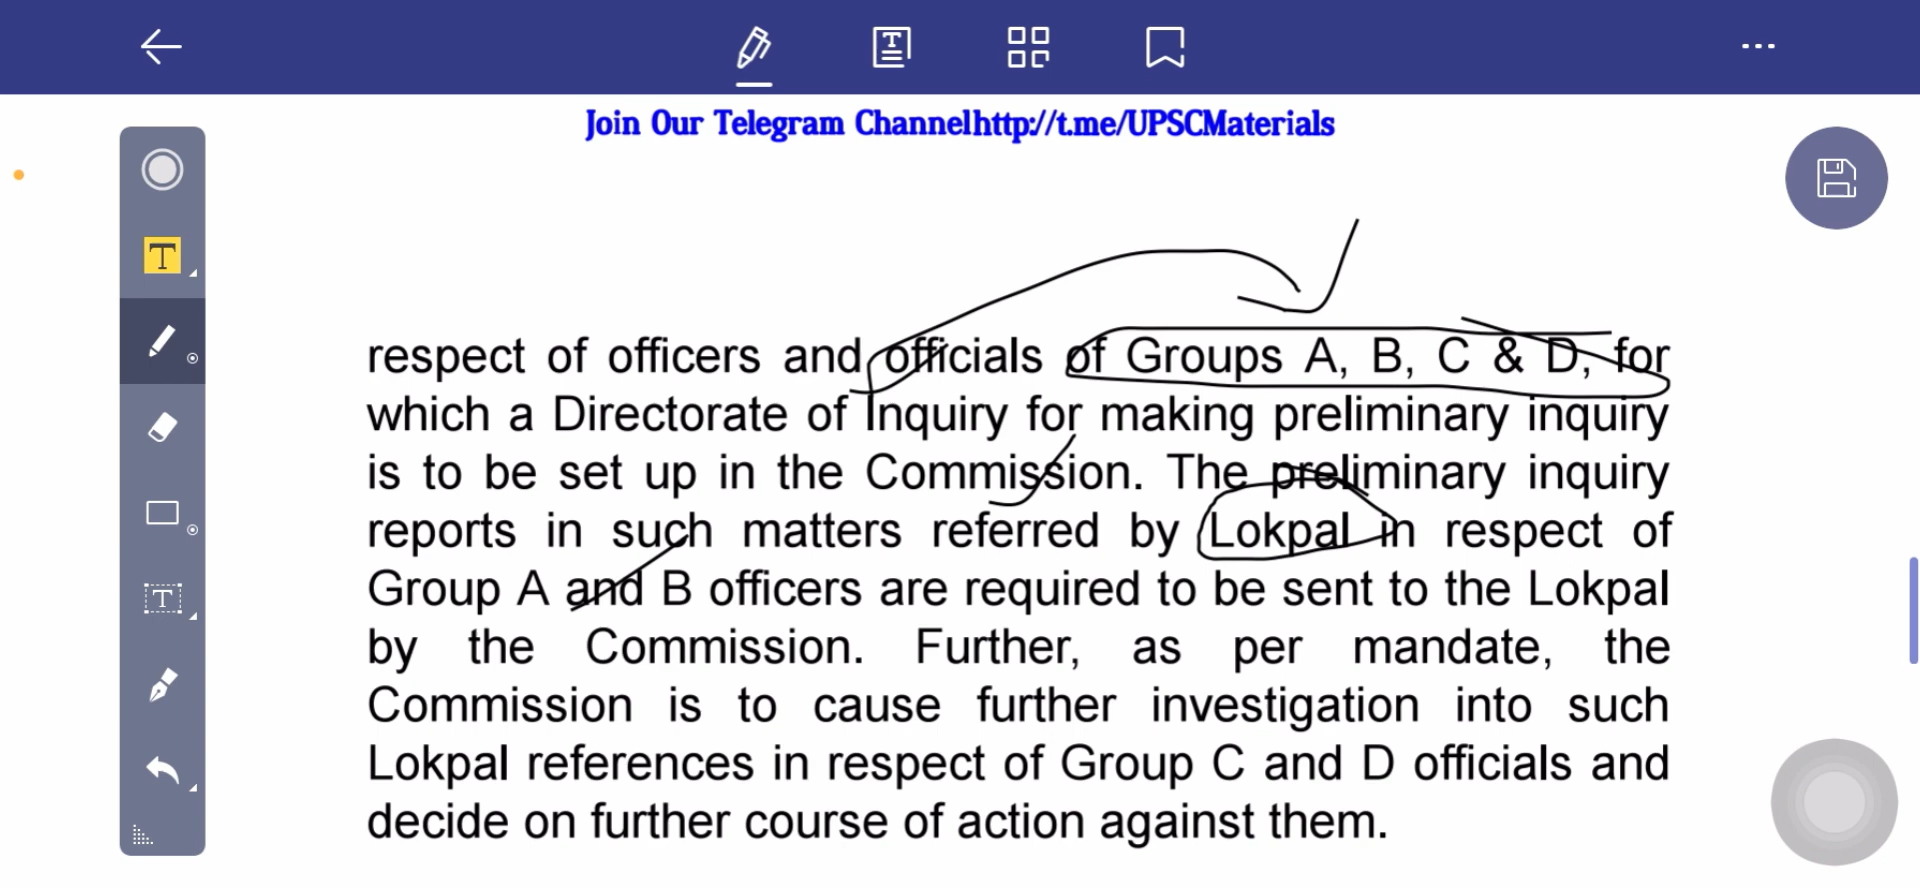 Join Our Telegram Channelhttp://t.me/UPSCMaterials
respect of officers and officials of Groups A, B, C & D, for
which a Directorate of Inquiry for making preliminary inquiry
is to be set up in the Commission. The preliminary inquiry
reports in such matters referred by Lokpal in respect of
Group A and B officers are required to be sent to the Lokpal
by the Commission. Further, as per mandate, the
Commission is to cause further investigation into such
Lokpal references in respect of Group C and D officials and
decide on further course of action against them.